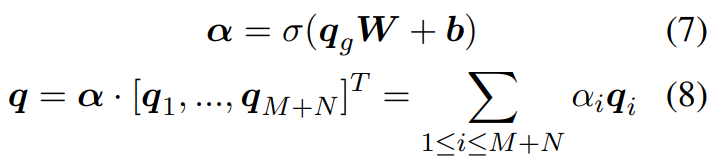 α = σ(q_g W + b) (7)
q = α · [q_1, ..., q_{M+N}]^T = ∑_{1≤i≤M+N} α_i q_i (8)